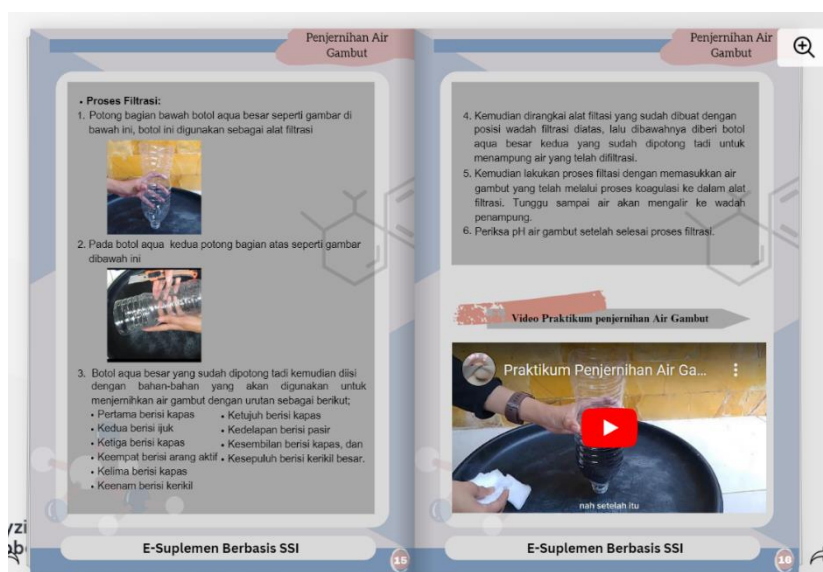 Penjernihan Air
Gambut
• Proses Filtrasi:
1. Potong bagian bawah botol aqua besar seperti gambar di
bawah ini, botol ini digunakan sebagai alat filtrasi
2. Pada botol aqua kedua potong bagian atas seperti gambar
dibawah ini
3. Botol aqua besar yang sudah dipotong tadi kemudian diisi
dengan bahan-bahan yang akan digunakan untuk
menjernihkan air gambut dengan urutan sebagai berikut;
• Pertama berisi kapas
• Kedua berisi ijuk
• Ketiga berisi kapas
• Keempat berisi arang aktif
• Kelima berisi kapas
• Keenam berisi kerikil
• Ketujuh berisi kapas
• Kedelapan berisi pasir
• Kesembilan berisi kapas, dan
• Kesepuluh berisi kerikil besar.
E-Suplemen Berbasis SSI
15
Penjernihan Air
Gambut
4. Kemudian dirangkai alat filtasi yang sudah dibuat dengan
posisi wadah filtrasi diatas, lalu dibawahnya diberi botol
aqua besar kedua yang sudah dipotong tadi untuk
menampung air yang telah difiltrasi.
5. Kemudian lakukan proses filtasi dengan memasukkan air
gambut yang telah melalui proses koagulasi ke dalam alat
filtrasi. Tunggu sampai air akan mengalir ke wadah
penampung.
6. Periksa pH air gambut setelah selesai proses filtrasi.
Video Praktikum penjernihan Air Gambut
Praktikum Penjernihan Air Ga...
nah setelah itu
E-Suplemen Berbasis SSI
16